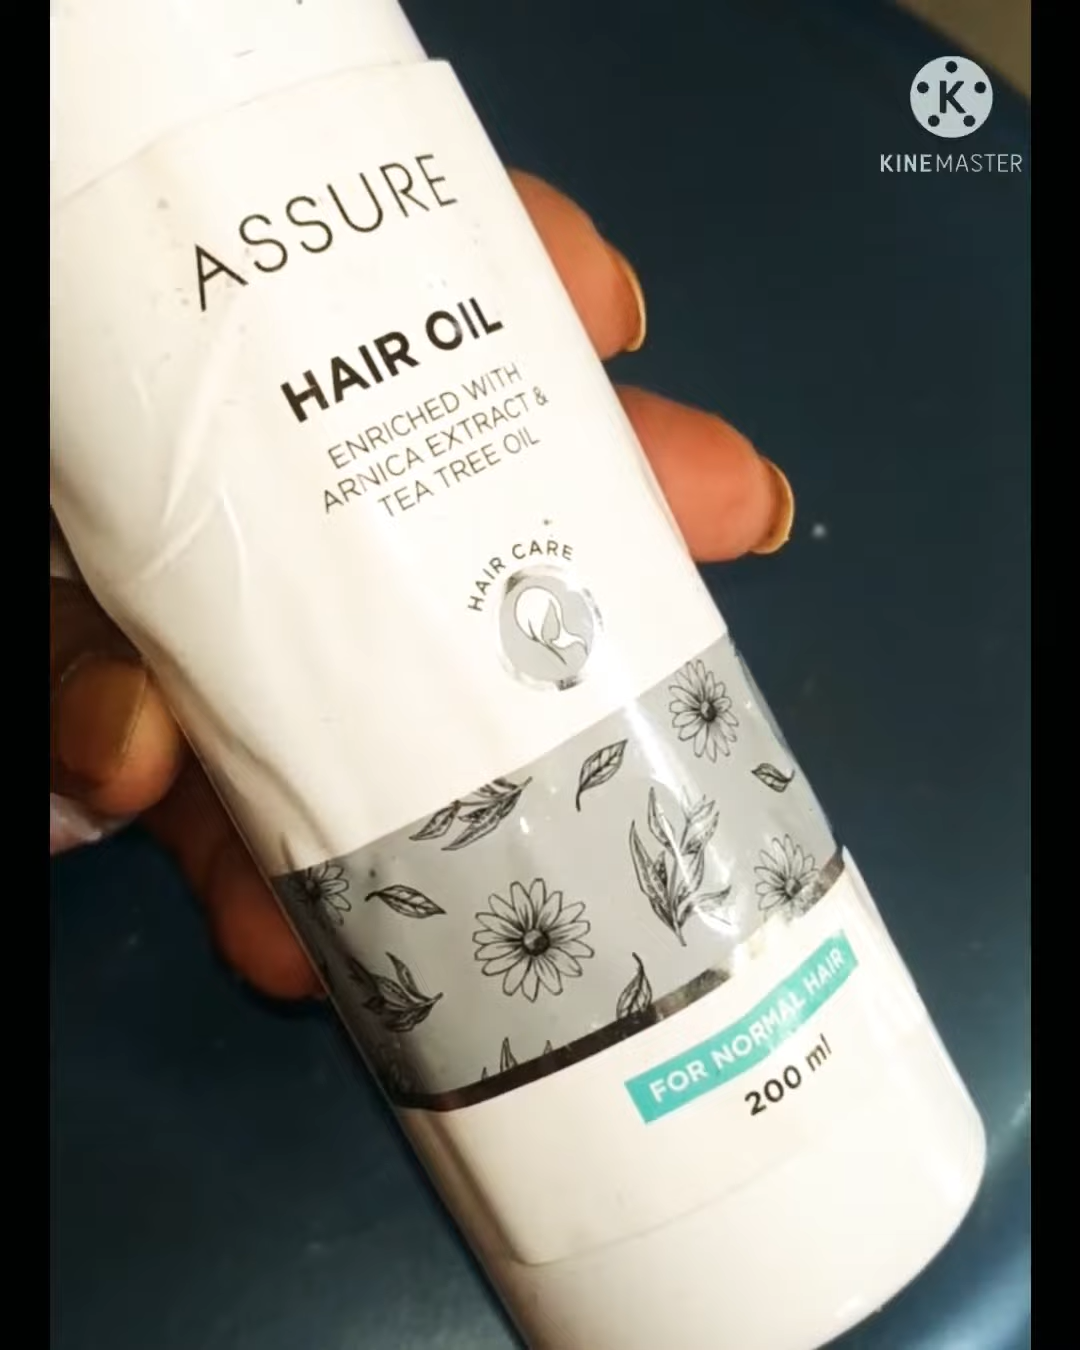 K
KINEMASTER
ASSURE
HAIR OIL
ENRICHED WITH
ARNICA EXTRACT &
TEA TREE OIL
HAIR CARE
FOR NORMAL HAIR
200 ml